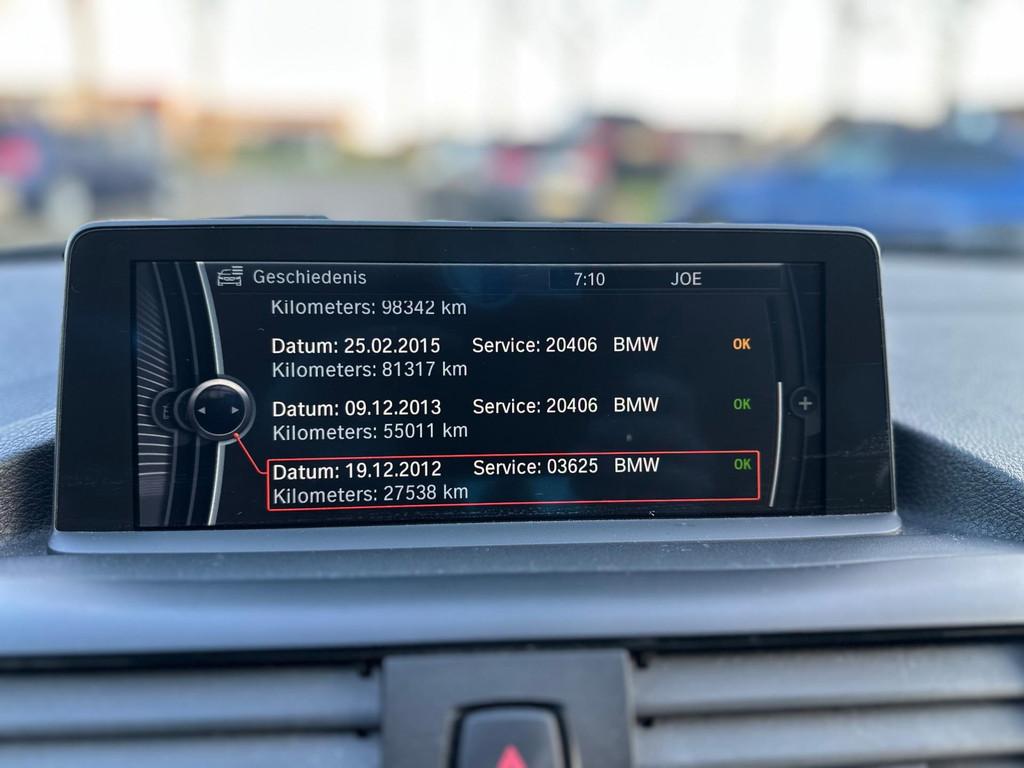 Geschiedenis 7:10 JOE
Kilometers: 98342 km
Datum: 25.02.2015 Service: 20406 BMW OK
Kilometers: 81317 km
Datum: 09.12.2013 Service: 20406 BMW OK
Kilometers: 55011 km
Datum: 19.12.2012 Service: 03625 BMW OK
Kilometers: 27538 km